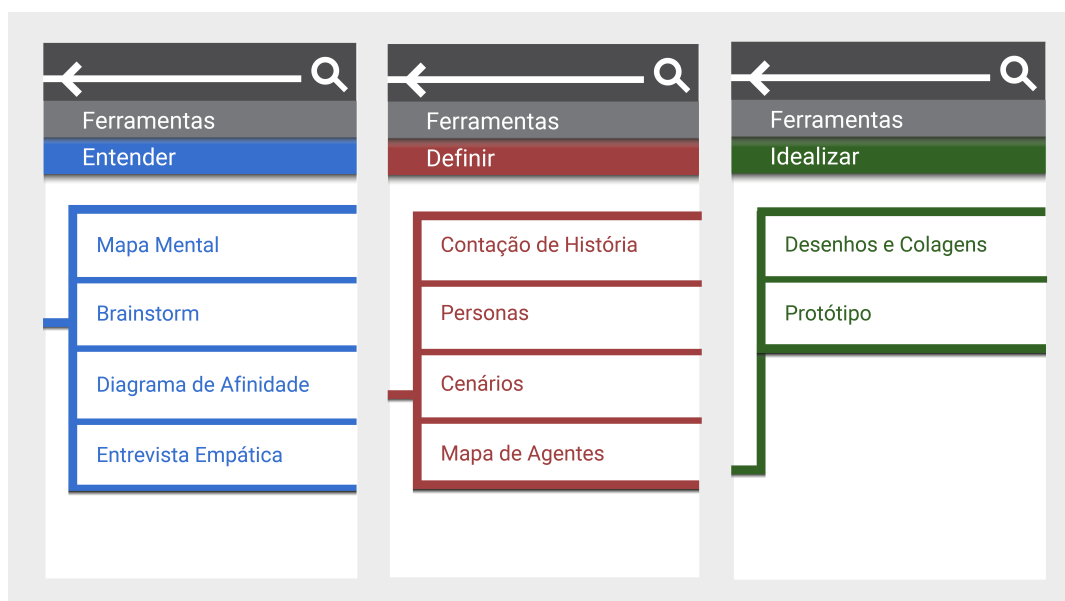 Ferramentas
Entender
Mapa Mental
Brainstorm
Diagrama de Afinidade
Entrevista Empática
Ferramentas
Definir
Contação de História
Personas
Cenários
Mapa de Agentes
Ferramentas
Idealizar
Desenhos e Colagens
Protótipo